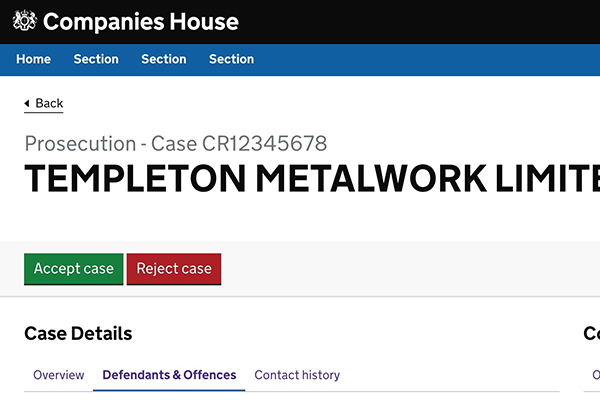 Companies House
Home Section Section Section
Back
Prosecution - Case CR12345678
TEMPLETON METALWORK LIMITE
Accept case Reject case
Case Details
Overview Defendants & Offences Contact history